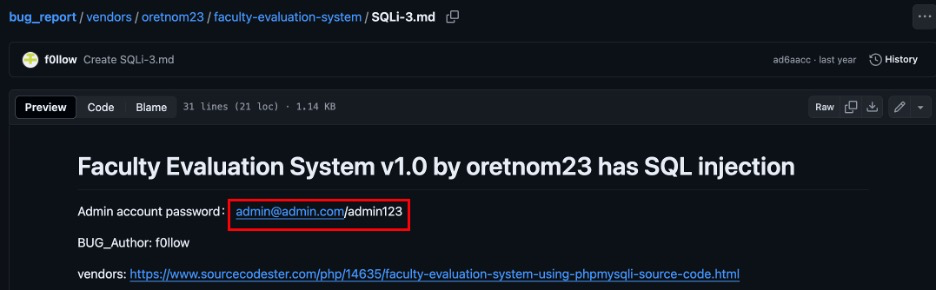 bug_report / vendors / oretnom23 / faculty-evaluation-system / SQLi-3.md
f0llow Create SQLi-3.md ad6aacc · last year History
Preview Code Blame 31 lines (21 loc) · 1.14 KB Raw
Faculty Evaluation System v1.0 by oretnom23 has SQL injection
Admin account password: admin@admin.com/admin123
BUG_Author: f0llow
vendors: https://www.sourcecodester.com/php/14635/faculty-evaluation-system-using-phpmysqli-source-code.html